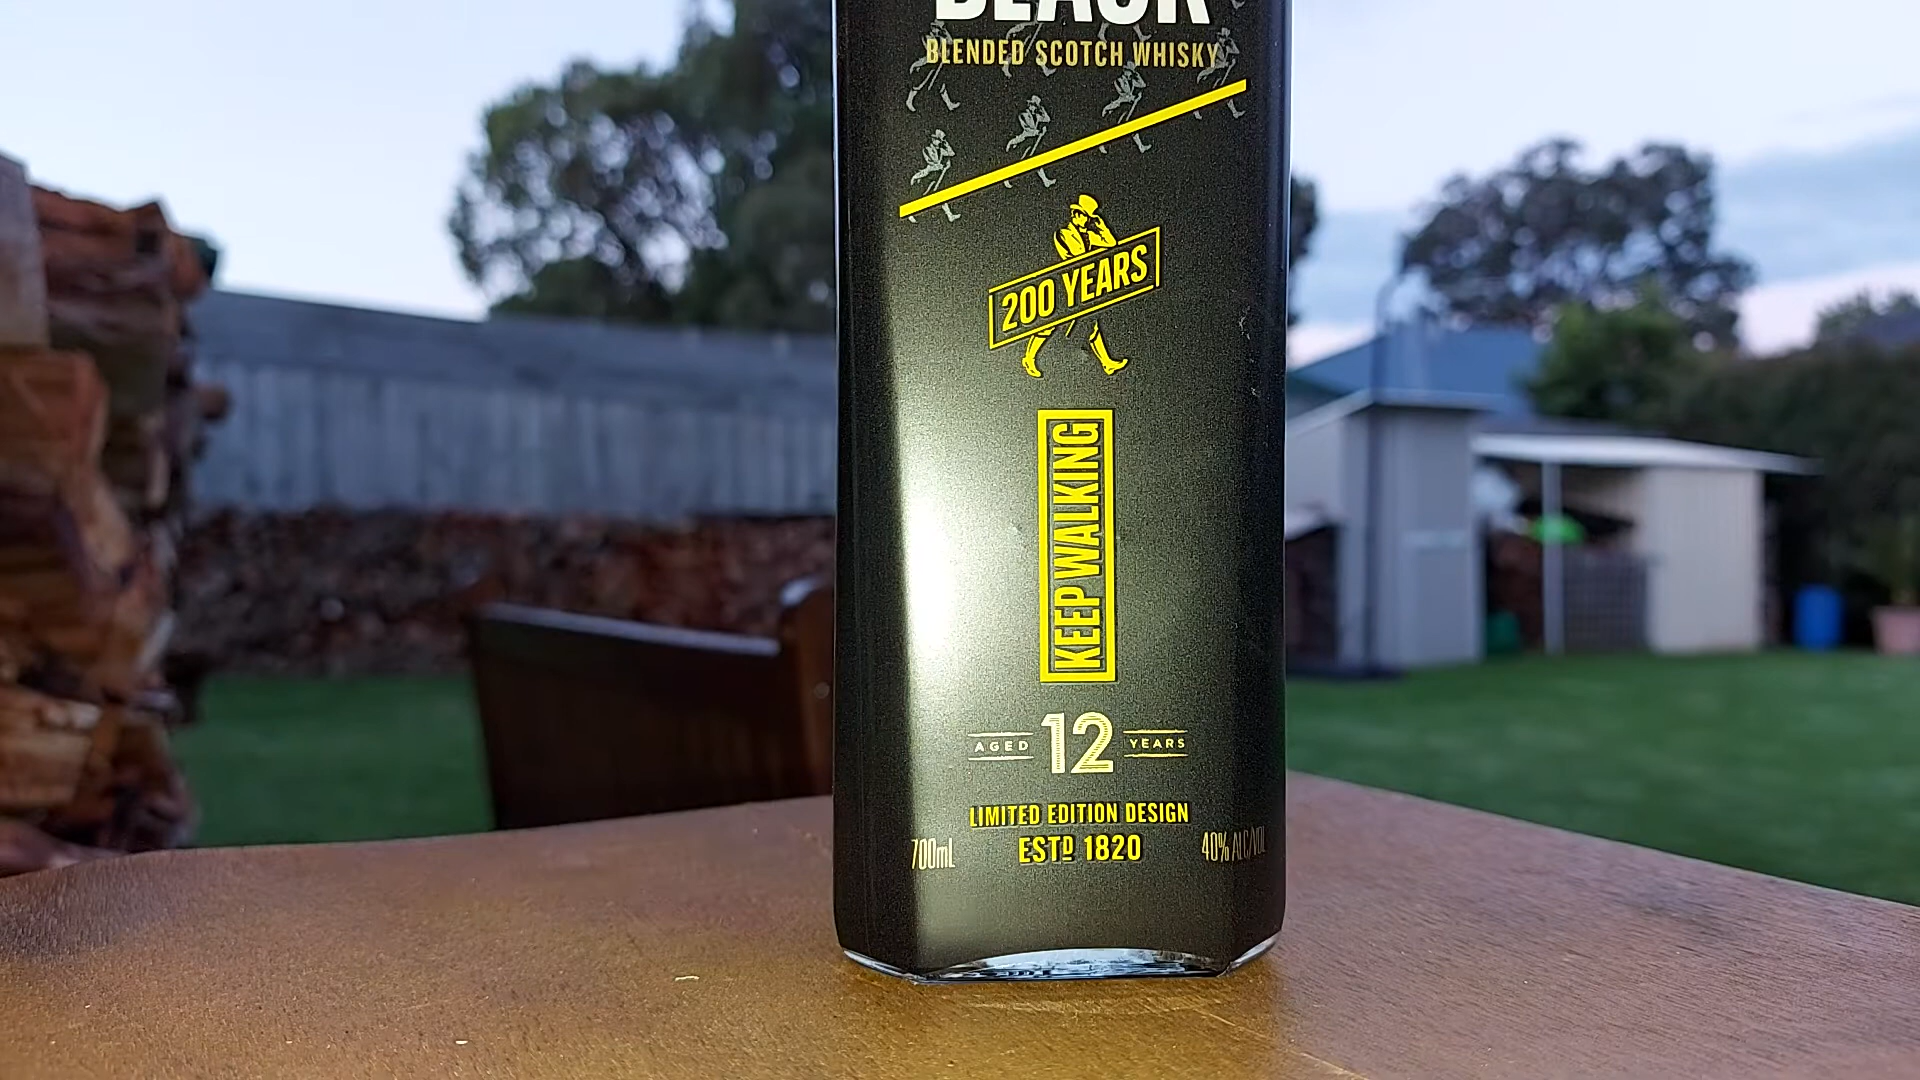 BLACK
BLENDED SCOTCH WHISKY
200 YEARS
KEEP WALKING
AGED 12 YEARS
LIMITED EDITION DESIGN
700mL ESTD 1820 40% ALC/VOL